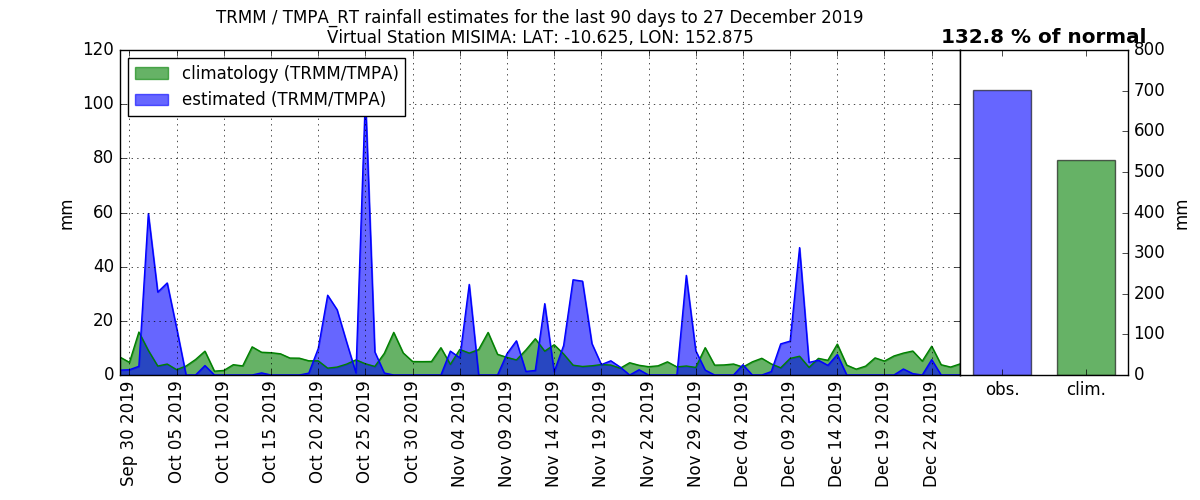 TRMM / TMPA_RT rainfall estimates for the last 90 days to 27 December 2019
Virtual Station MISIMA: LAT: -10.625, LON: 152.875
132.8 % of normal
climatology (TRMM/TMPA)
estimated (TRMM/TMPA)
mm
120
100
80
60
40
20
0
Sep 30 2019
Oct 05 2019
Oct 10 2019
Oct 15 2019
Oct 20 2019
Oct 25 2019
Oct 30 2019
Nov 04 2019
Nov 09 2019
Nov 14 2019
Nov 19 2019
Nov 24 2019
Nov 29 2019
Dec 04 2019
Dec 09 2019
Dec 14 2019
Dec 19 2019
Dec 24 2019
800
700
600
500
400
300
200
100
0
mm
obs.
clim.